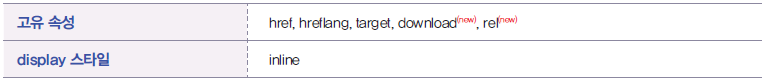 고유 속성 href, hreflang, target, download(new), ref(new)
display 스타일 inline